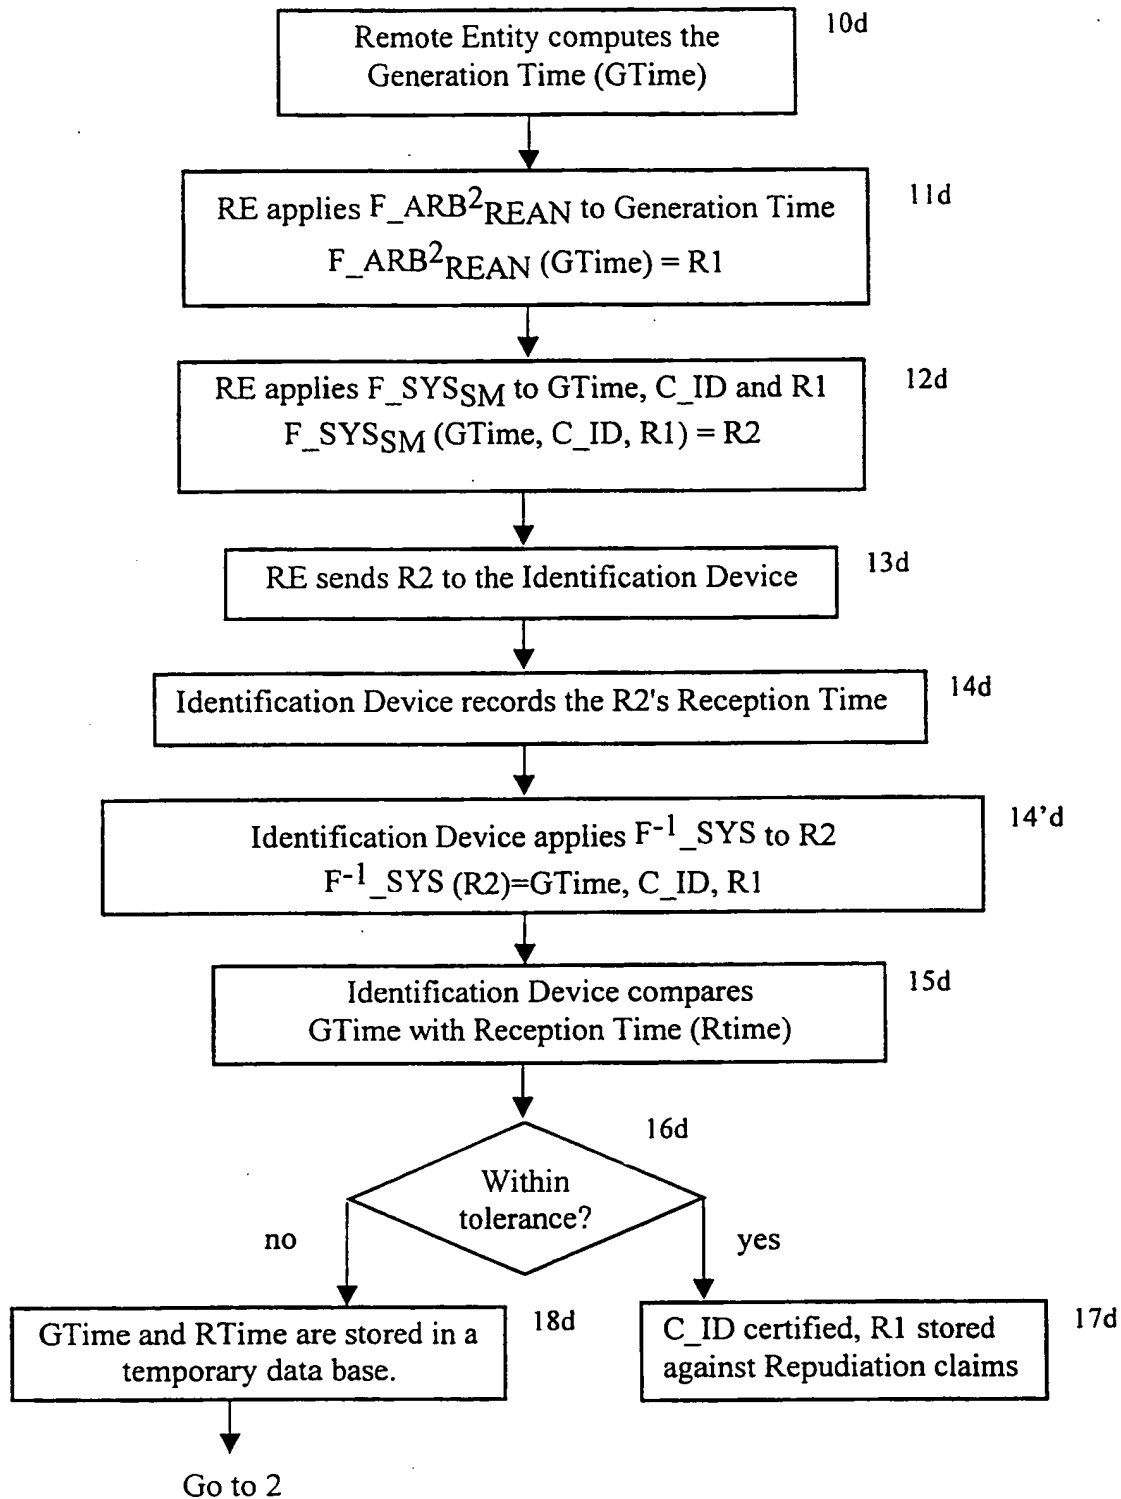 10d
Remote Entity computes the
Generation Time (GTime)
11d
RE applies F_ARB²REAN to Generation Time
F_ARB²REAN (GTime) = R1
12d
RE applies F_SYSSM to GTime, C_ID and R1
F_SYSSM (GTime, C_ID, R1) = R2
13d
RE sends R2 to the Identification Device
14d
Identification Device records the R2's Reception Time
14’d
Identification Device applies F⁻¹_SYS to R2
F⁻¹_SYS (R2)=GTime, C_ID, R1
15d
Identification Device compares
GTime with Reception Time (Rtime)
16d
Within
tolerance?
no
yes
18d
GTime and RTime are stored in a
temporary data base.
17d
C_ID certified, R1 stored
against Repudiation claims
Go to 2